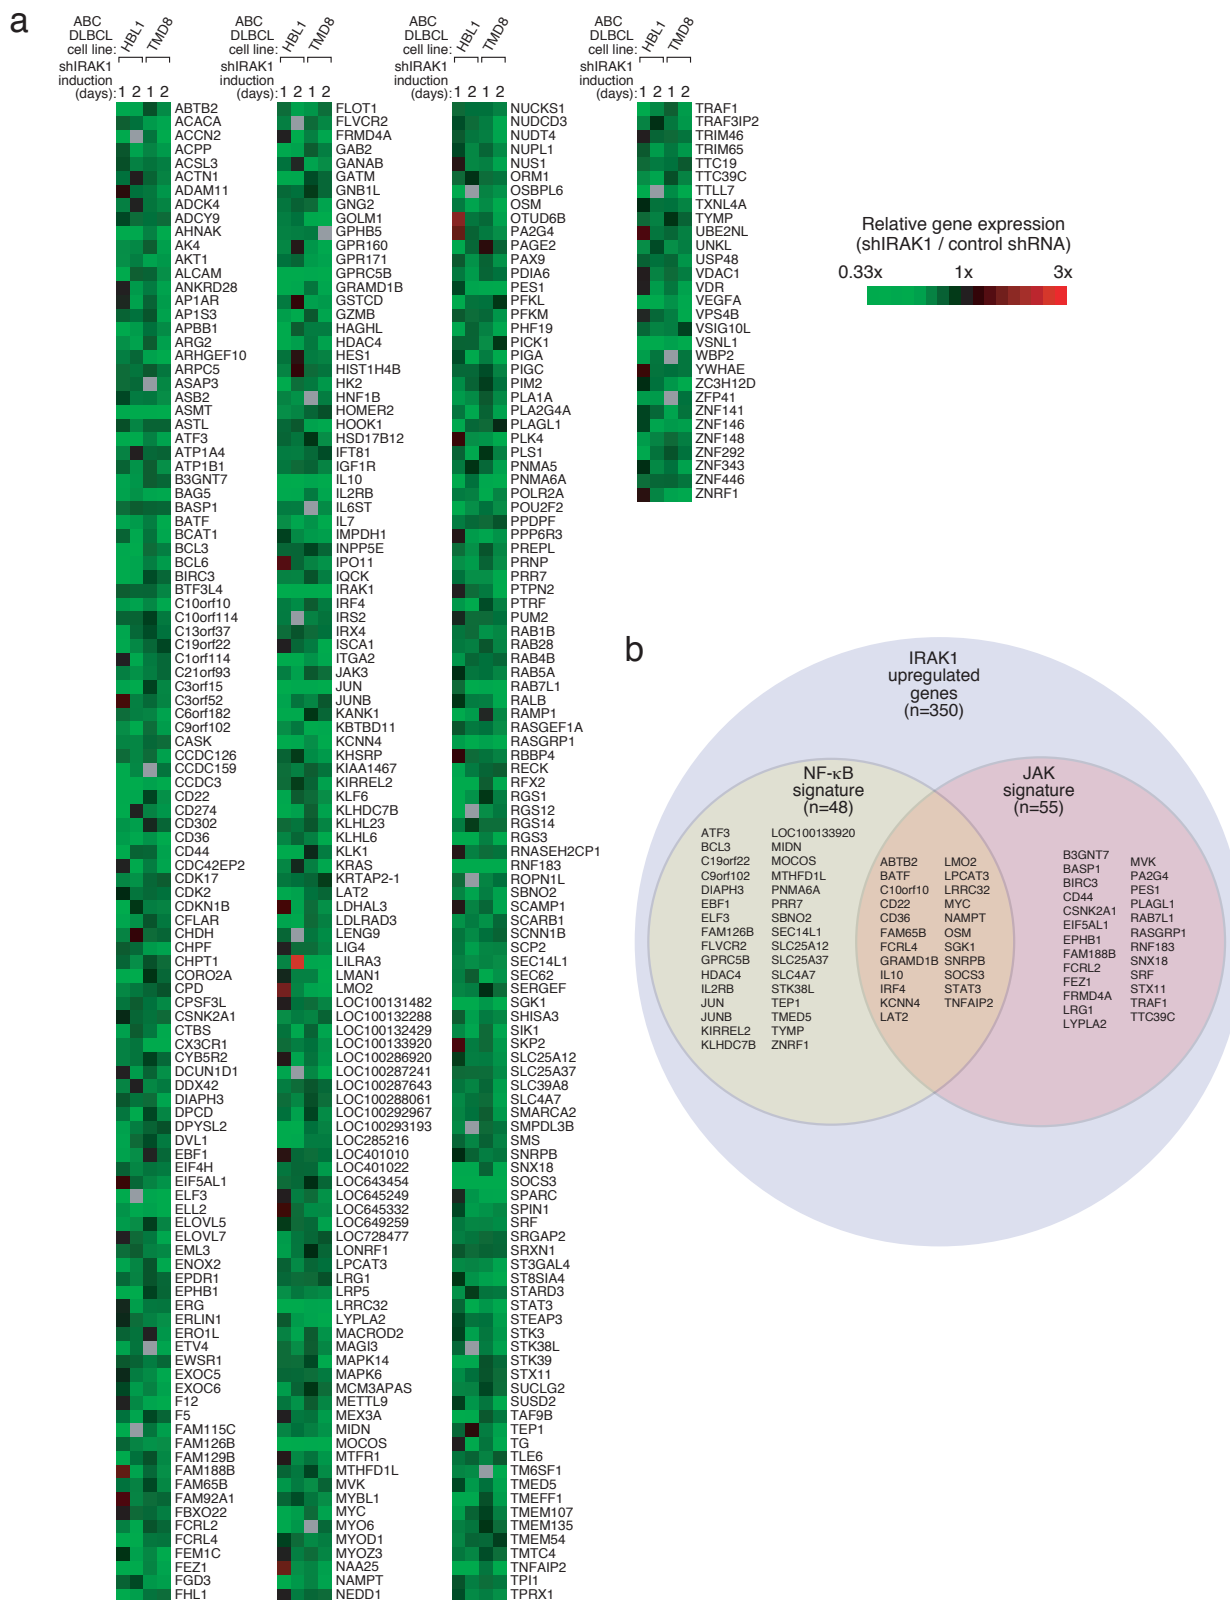 a
ABC
DLBCL
cell line:
HBL1
TMD8
shIRAK1
induction
(days):
1 2 1 2
ABTB2
ACACA
ACCN2
ACPP
ACSL3
ACTN1
ADAM11
ADCK4
ADCY9
AHNAK
AK4
AKT1
ALCAM
ANKRD28
AP1AR
AP1S3
APBB1
ARG2
ARHGEF10
ARPC5
ASAP3
ASB2
ASMT
ASTL
ATF3
ATP1A4
ATP1B1
B3GNT7
BAG5
BASP1
BATF
BCAT1
BCL3
BCL6
BIRC3
BTF3L4
C10orf10
C10orf114
C13orf37
C19orf22
C1orf114
C21orf93
C3orf15
C3orf52
C6orf182
C9orf102
CASK
CCDC126
CCDC159
CCDC3
CD22
CD274
CD302
CD36
CD44
CDC42EP2
CDK17
CDK2
CDKN1B
CFLAR
CHDH
CHPF
CHPT1
CORO2A
CPD
CPSF3L
CSNK2A1
CTBS
CX3CR1
CYB5R2
DCUN1D1
DDX42
DIAPH3
DPCD
DPYSL2
DVL1
EBF1
EIF4H
EIF5AL1
ELF3
ELL2
ELOVL5
ELOVL7
EML3
ENOX2
EPDR1
EPHB1
ERG
ERLIN1
ERO1L
ETV4
EWSR1
EXOC5
EXOC6
F12
F5
FAM115C
FAM126B
FAM129B
FAM188B
FAM65B
FAM92A1
FBXO22
FCRL2
FCRL4
FEM1C
FEZ1
FGD3
FHL1
ABC
DLBCL
cell line:
HBL1
TMD8
shIRAK1
induction
(days):
1 2 1 2
FLOT1
FLVCR2
FRMD4A
GAB2
GANAB
GATM
GNB1L
GNG2
GOLM1
GPHB5
GPR160
GPR171
GPRC5B
GRAMD1B
GSTCD
GZMB
HAGHL
HDAC4
HES1
HIST1H4B
HK2
HNF1B
HOMER2
HOOK1
HSD17B12
IFT81
IGF1R
IL10
IL2RB
IL6ST
IL7
IMPDH1
INPP5E
IPO11
IQCK
IRAK1
IRF4
IRS2
IRX4
ISCA1
ITGA2
JAK3
JUN
JUNB
KANK1
KBTBD11
KCNN4
KHSRP
KIAA1467
KIRREL2
KLF6
KLHDC7B
KLHL23
KLHL6
KLK1
KRAS
KRTAP2-1
LAT2
LDHAL3
LDLRAD3
LENG9
LIG4
LILRA3
LMAN1
LMO2
LOC100131482
LOC100132288
LOC100132429
LOC100133920
LOC100286920
LOC100287241
LOC100287643
LOC100288061
LOC100292967
LOC100293193
LOC285216
LOC401010
LOC401022
LOC643454
LOC645249
LOC645332
LOC649259
LOC728477
LONRF1
LPCAT3
LRG1
LRP5
LRRC32
LYPLA2
MACROD2
MAGI3
MAPK14
MAPK6
MCM3APAS
METTL9
MEX3A
MIDN
MOCOS
MTFR1
MTHFD1L
MVK
MYBL1
MYC
MYO6
MYOD1
MYOZ3
NAA25
NAMPT
NEDD1
ABC
DLBCL
cell line:
HBL1
TMD8
shIRAK1
induction
(days):
1 2 1 2
NUCKS1
NUDCD3
NUDT4
NUPL1
NUS1
ORM1
OSBPL6
OSM
OTUD6B
PA2G4
PAGE2
PAX9
PDIA6
PES1
PFKL
PFKM
PHF19
PICK1
PIGA
PIGC
PIM2
PLA1A
PLA2G4A
PLAGL1
PLK4
PLS1
PNMA5
PNMA6A
POLR2A
POU2F2
PPDPF
PPP6R3
PREPL
PRNP
PRR7
PTPN2
PTRF
PUM2
RAB1B
RAB28
RAB4B
RAB5A
RAB7L1
RALB
RAMP1
RASGEF1A
RASGRP1
RBBP4
RECK
RFX2
RGS1
RGS12
RGS14
RGS3
RNASEH2CP1
RNF183
ROPN1L
SBNO2
SCAMP1
SCARB1
SCNN1B
SCP2
SEC14L1
SEC62
SERGEF
SGK1
SHISA3
SIK1
SKP2
SLC25A12
SLC25A37
SLC39A8
SLC4A7
SMARCA2
SMPDL3B
SMS
SNRPB
SNX18
SOCS3
SPARC
SPIN1
SRF
SRGAP2
SRXN1
ST3GAL4
ST8SIA4
STARD3
STAT3
STEAP3
STK3
STK38L
STK39
STX11
SUCLG2
SUSD2
TAF9B
TEP1
TG
TLE6
TM6SF1
TMED5
TMEFF1
TMEM107
TMEM135
TMEM54
TMTC4
TNFAIP2
TPI1
TPRX1
ABC
DLBCL
cell line:
HBL1
TMD8
shIRAK1
induction
(days):
1 2 1 2
TRAF1
TRAF3IP2
TRIM46
TRIM65
TTC19
TTC39C
TTLL7
TXNL4A
TYMP
UBE2NL
UNKL
USP48
VDAC1
VDR
VEGFA
VPS4B
VSIG10L
VSNL1
WBP2
YWHAE
ZC3H12D
ZFP41
ZNF141
ZNF146
ZNF148
ZNF292
ZNF343
ZNF446
ZNRF1
Relative gene expression
(shIRAK1 / control shRNA)
0.33x 1x 3x
b
IRAK1
upregulated
genes
(n=350)
NF-κB
signature
(n=48)
JAK
signature
(n=55)
ATF3 LOC100133920
BCL3 MIDN
C19orf22 MOCOS
C9orf102 MTHFD1L
DIAPH3 PNMA6A
EBF1 PRR7
ELF3 SBNO2
FAM126B SEC14L1
FLVCR2 SLC25A12
GPRC5B SLC25A37
HDAC4 SLC4A7
IL2RB STK38L
JUN TEP1
JUNB TMED5
KIRREL2 TYMP
KLHDC7B ZNRF1
ABTB2 LMO2
BATF LPCAT3
C10orf10 LRRC32
CD22 MYC
CD36 NAMPT
FAM65B OSM
FCRL4 SGK1
GRAMD1B SNRPB
IL10 SOCS3
IRF4 STAT3
KCNN4 TNFAIP2
LAT2
B3GNT7 MVK
BASP1 PA2G4
BIRC3 PES1
CD44 PLAGL1
CSNK2A1 RAB7L1
EIF5AL1 RASGRP1
EPHB1 RNF183
FAM188B SNX18
FCRL2 SRF
FEZ1 STX11
FRMD4A TRAF1
LRG1 TTC39C
LYPLA2